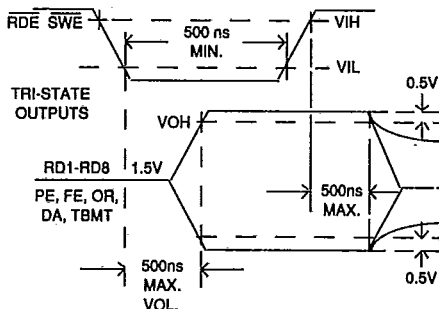 RDE SWE
500 ns
MIN.
VIH
VIL
TRI-STATE
OUTPUTS
VOH
0.5V
RD1-RD8
1.5V
PE, FE, OR,
DA, TBMT
500ns
MAX.
500ns
MAX.
VOL.
0.5V